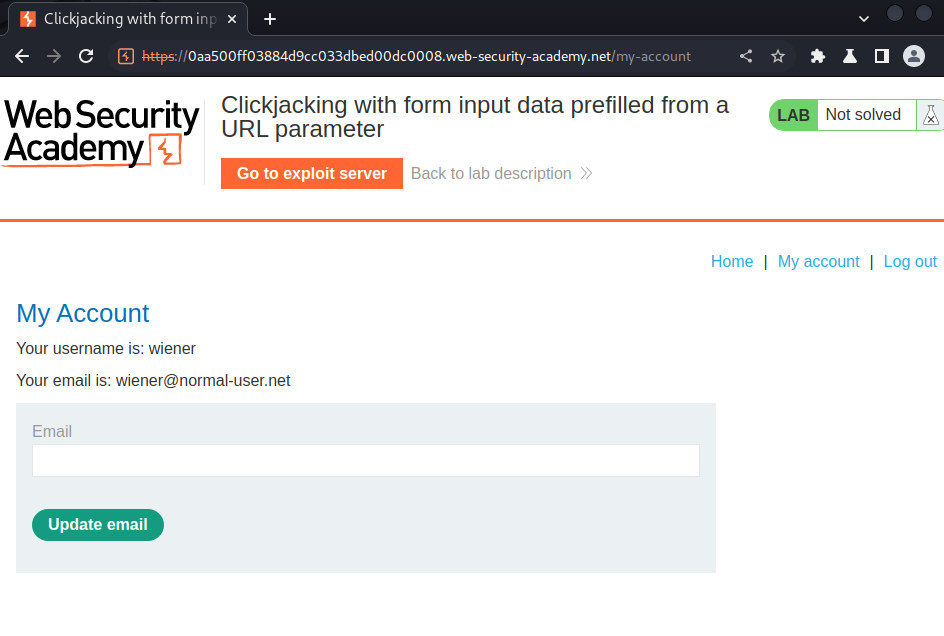 Clickjacking with form inp
https://0aa500ff03884d9cc033dbed00dc0008.web-security-academy.net/my-account
Web Security
Academy
Clickjacking with form input data prefilled from a
URL parameter
LAB Not solved
Go to exploit server Back to lab description
Home | My account | Log out
My Account
Your username is: wiener
Your email is: wiener@normal-user.net
Email
Update email